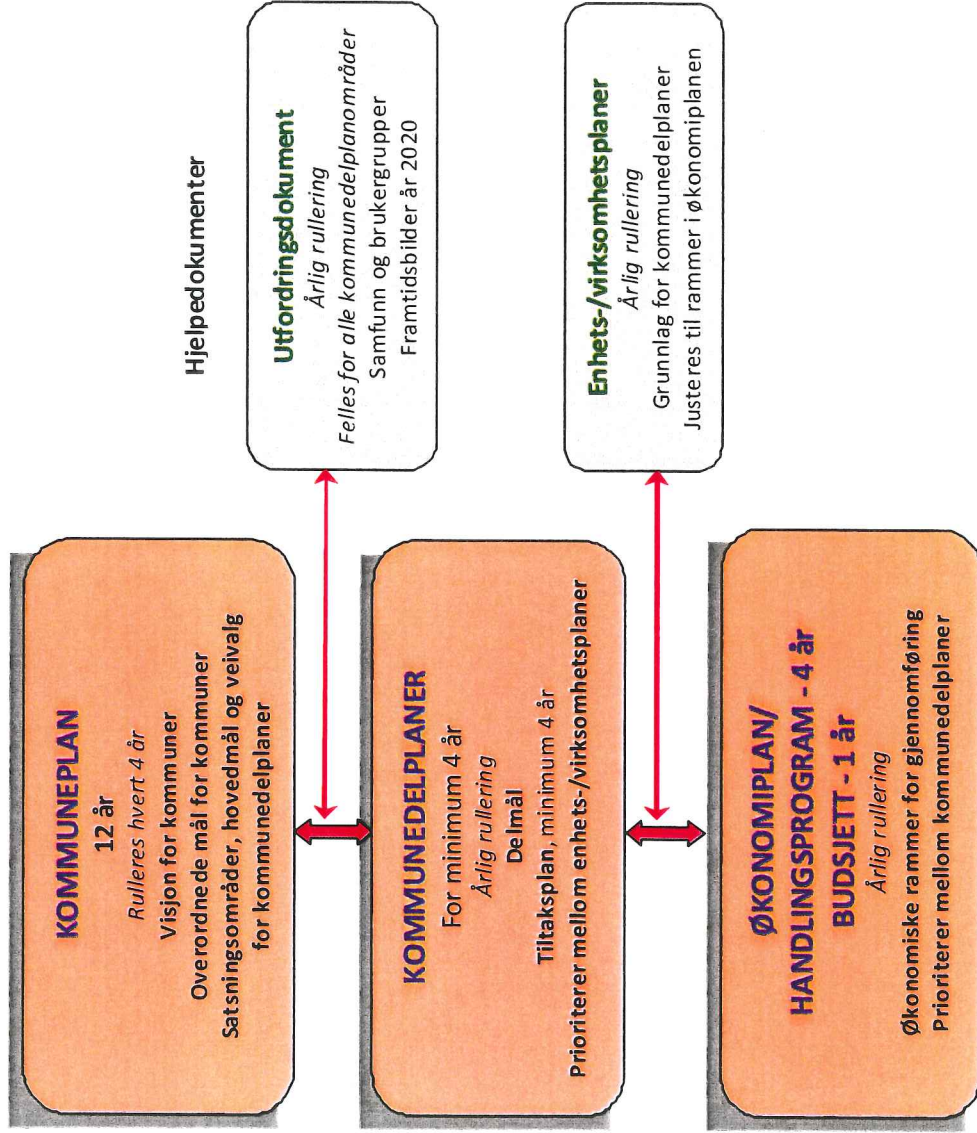 KOMMUNEPLAN
12 år
Rulleres hvert 4 år
Visjon for kommuner
Overordnede mål for kommuner
Satsningsområder, hovedmål og veivalg
for kommunedelplaner
KOMMUNEDELPLANER
For minimum 4 år
Årlig rullering
Delmål
Tiltaksplan, minimum 4 år
Prioriterer mellom enhets-/virksomhetsplaner
ØKONOMIPLAN/
HANDLINGSPROGRAM - 4 år
BUDSJETT - 1 år
Årlig rullering
Økonomiske rammer for gjennomføring
Prioriterer mellom kommunedelplaner
Hjelpedokumenter
Utfordringsdokument
Årlig rullering
Felles for alle kommunedelplanområder
Samfunn og brukergrupper
Framtidsbilder år 2020
Enhets-/virksomhetsplaner
Årlig rullering
Grunnlag for kommunedelplaner
Justeres til rammer i økonomiplanen